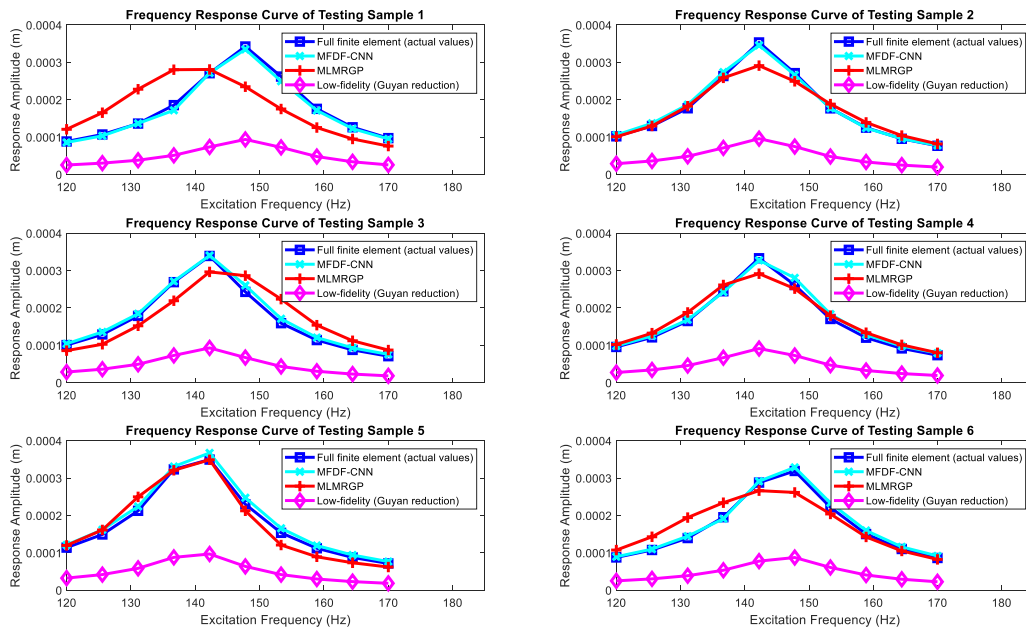 Frequency Response Curve of Testing Sample 1
Response Amplitude (m)
0.0004
0.0003
0.0002
0.0001
0
Full finite element (actual values)
MFDF-CNN
MLMRGP
Low-fidelity (Guyan reduction)
120 130 140 150 160 170 180
Excitation Frequency (Hz)
Frequency Response Curve of Testing Sample 2
Response Amplitude (m)
0.0004
0.0003
0.0002
0.0001
0
Full finite element (actual values)
MFDF-CNN
MLMRGP
Low-fidelity (Guyan reduction)
120 130 140 150 160 170 180
Excitation Frequency (Hz)
Frequency Response Curve of Testing Sample 3
Response Amplitude (m)
0.0004
0.0003
0.0002
0.0001
0
Full finite element (actual values)
MFDF-CNN
MLMRGP
Low-fidelity (Guyan reduction)
120 130 140 150 160 170 180
Excitation Frequency (Hz)
Frequency Response Curve of Testing Sample 4
Response Amplitude (m)
0.0004
0.0003
0.0002
0.0001
0
Full finite element (actual values)
MFDF-CNN
MLMRGP
Low-fidelity (Guyan reduction)
120 130 140 150 160 170 180
Excitation Frequency (Hz)
Frequency Response Curve of Testing Sample 5
Response Amplitude (m)
0.0004
0.0003
0.0002
0.0001
0
Full finite element (actual values)
MFDF-CNN
MLMRGP
Low-fidelity (Guyan reduction)
120 130 140 150 160 170 180
Excitation Frequency (Hz)
Frequency Response Curve of Testing Sample 6
Response Amplitude (m)
0.0004
0.0003
0.0002
0.0001
0
Full finite element (actual values)
MFDF-CNN
MLMRGP
Low-fidelity (Guyan reduction)
120 130 140 150 160 170 180
Excitation Frequency (Hz)